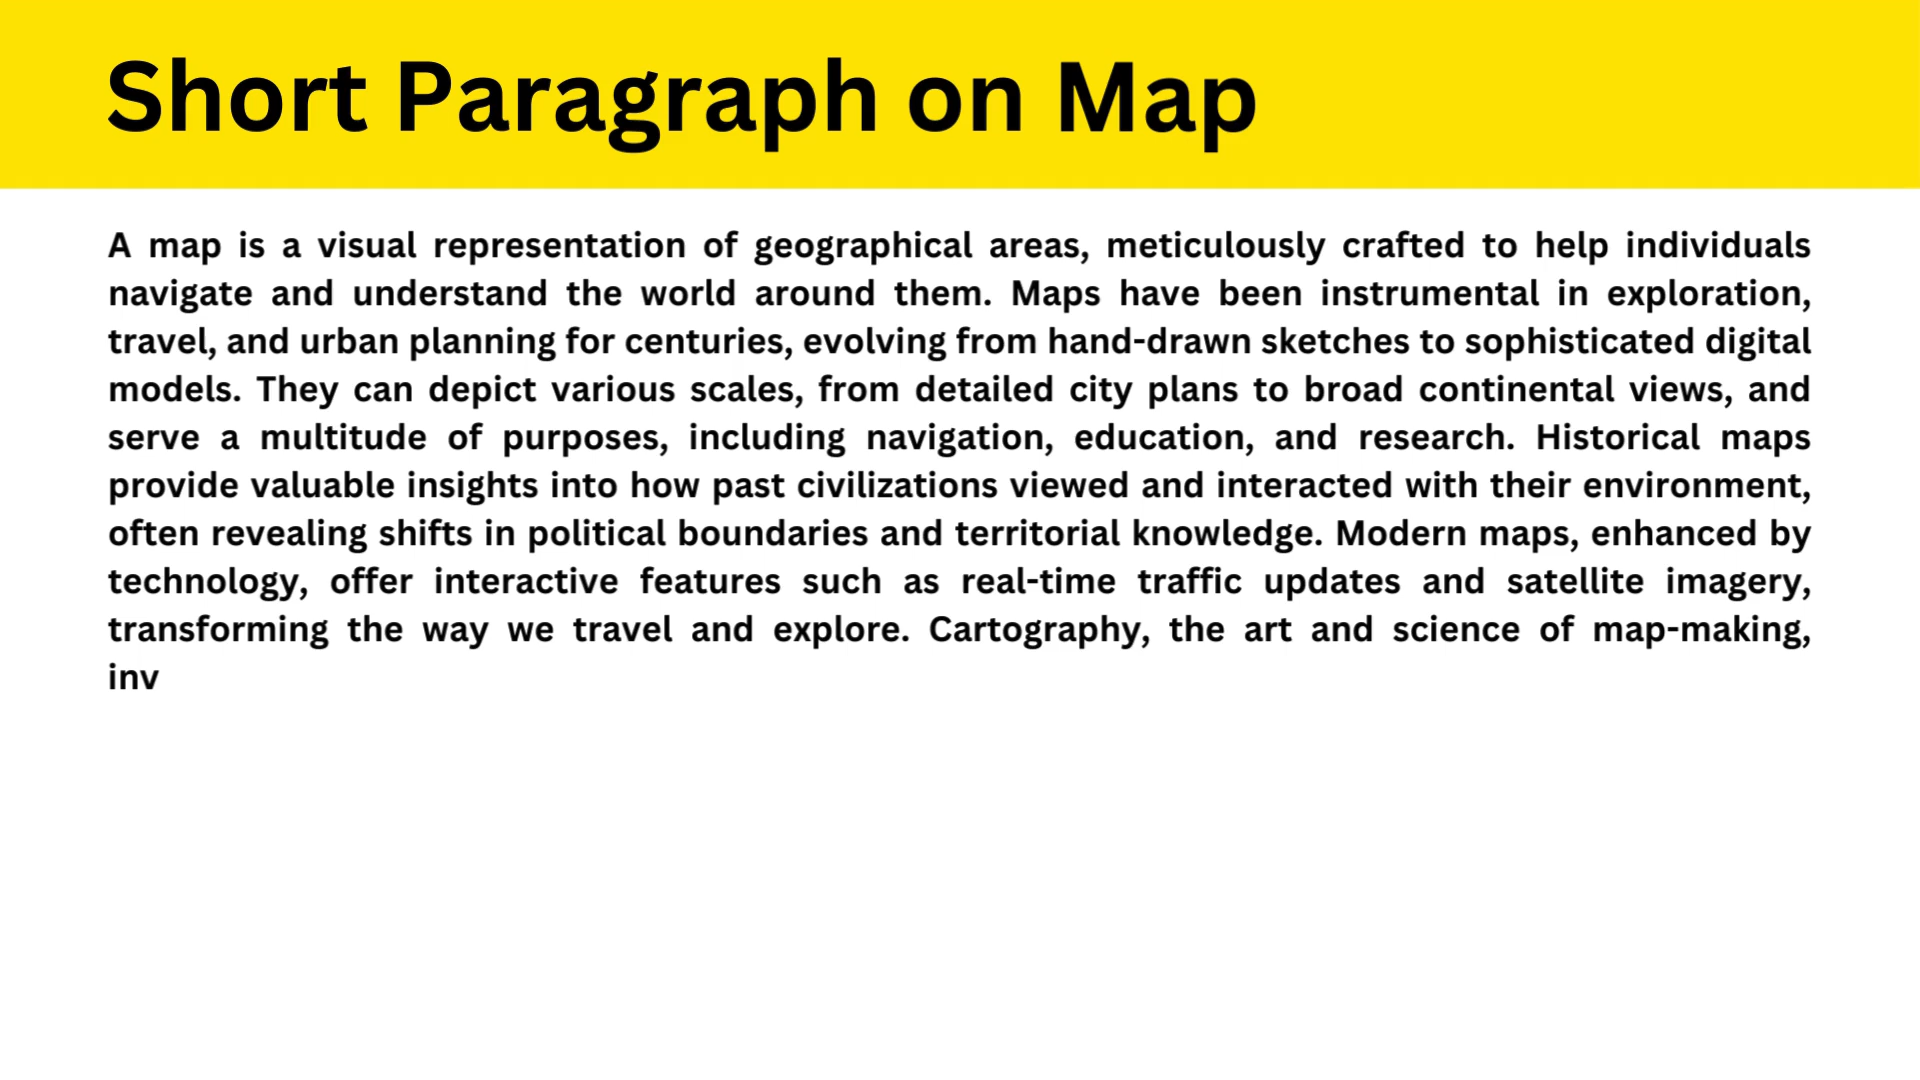 Short Paragraph on Map
A map is a visual representation of geographical areas, meticulously crafted to help individuals
navigate and understand the world around them. Maps have been instrumental in exploration,
travel, and urban planning for centuries, evolving from hand-drawn sketches to sophisticated digital
models. They can depict various scales, from detailed city plans to broad continental views, and
serve a multitude of purposes, including navigation, education, and research. Historical maps
provide valuable insights into how past civilizations viewed and interacted with their environment,
often revealing shifts in political boundaries and territorial knowledge. Modern maps, enhanced by
technology, offer interactive features such as real-time traffic updates and satellite imagery,
transforming the way we travel and explore. Cartography, the art and science of map-making,
inv